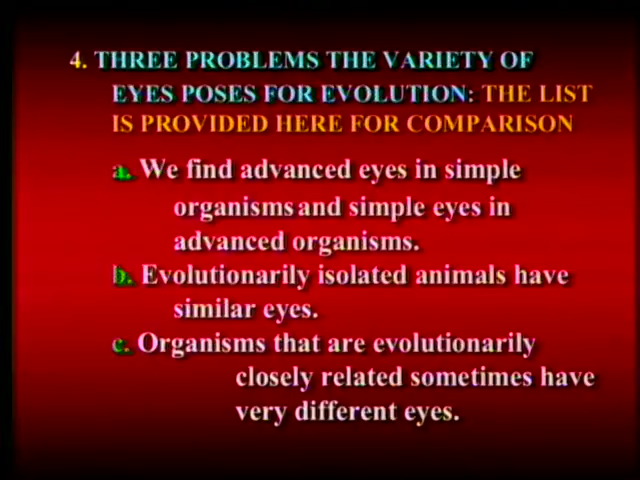 4. THREE PROBLEMS THE VARIETY OF
EYES POSES FOR EVOLUTION: THE LIST
IS PROVIDED HERE FOR COMPARISON
a. We find advanced eyes in simple
organisms and simple eyes in
advanced organisms.
b. Evolutionarily isolated animals have
similar eyes.
c. Organisms that are evolutionarily
closely related sometimes have
very different eyes.